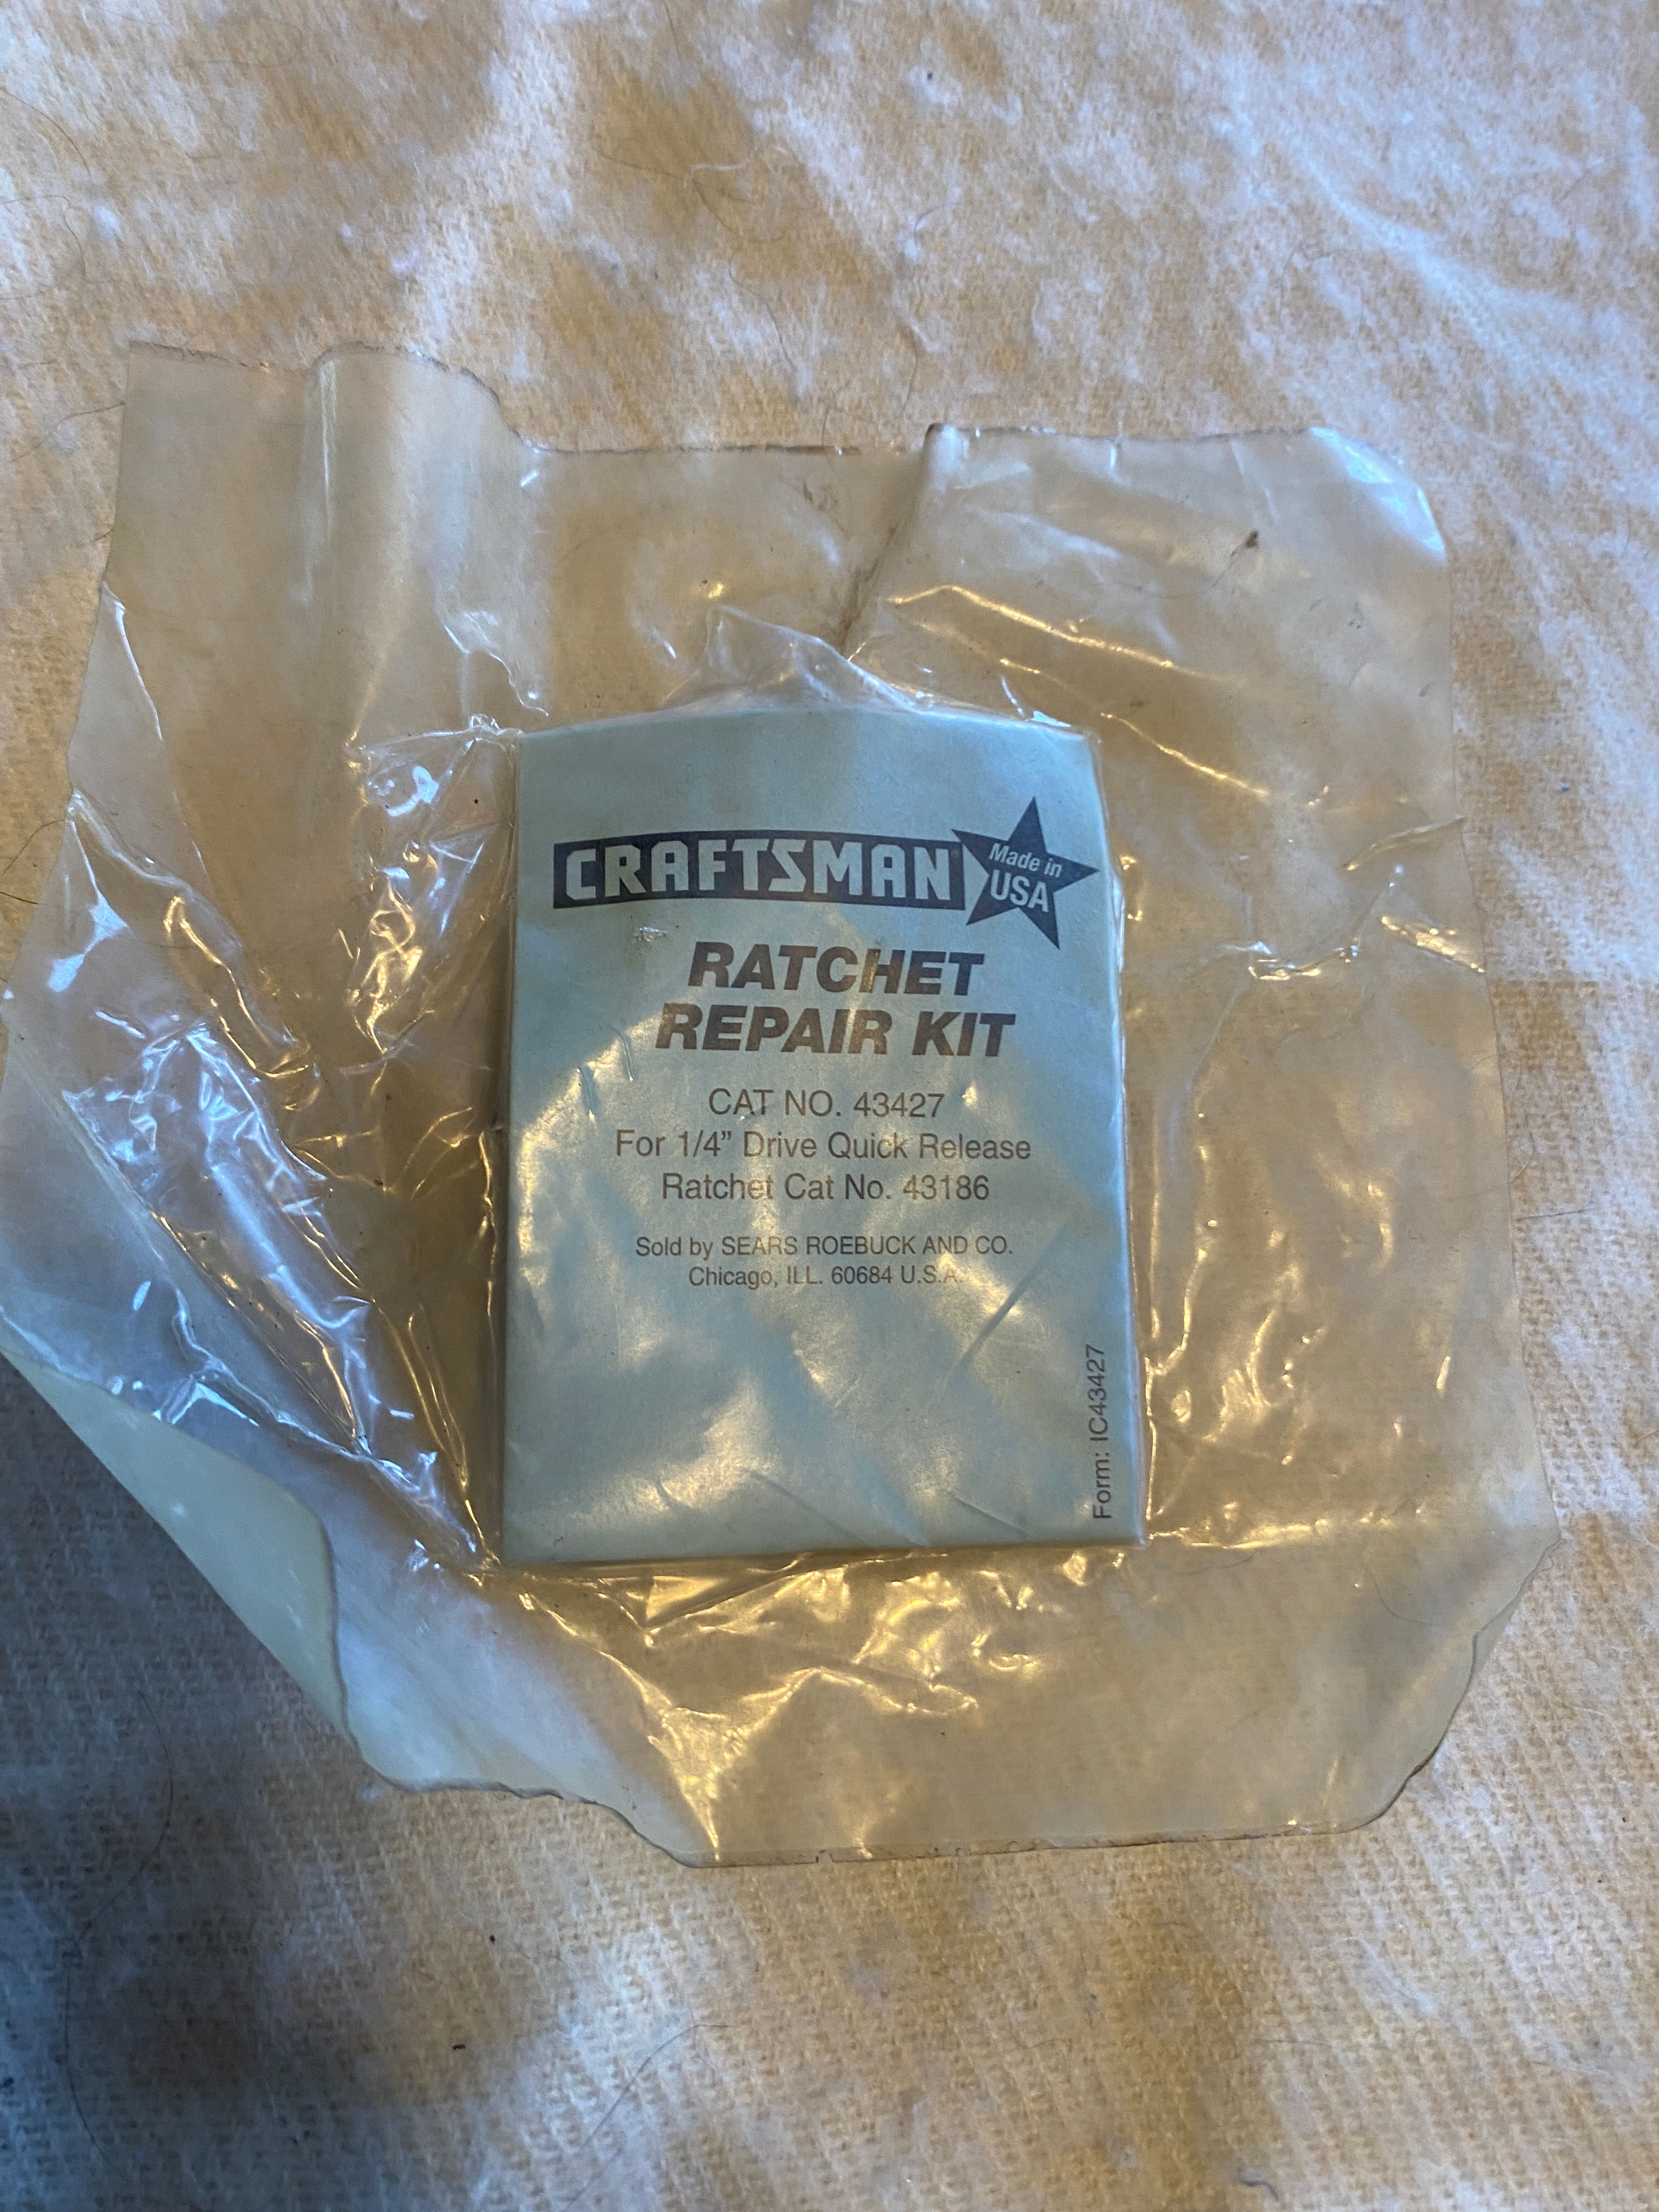 CRAFTSMAN
Made in
USA
RATCHET
REPAIR KIT
CAT NO. 43427
For 1/4” Drive Quick Release
Ratchet Cat No. 43186
Sold by SEARS ROEBUCK AND CO.
Chicago, ILL. 60684 U.S.A.
Form: IC43427